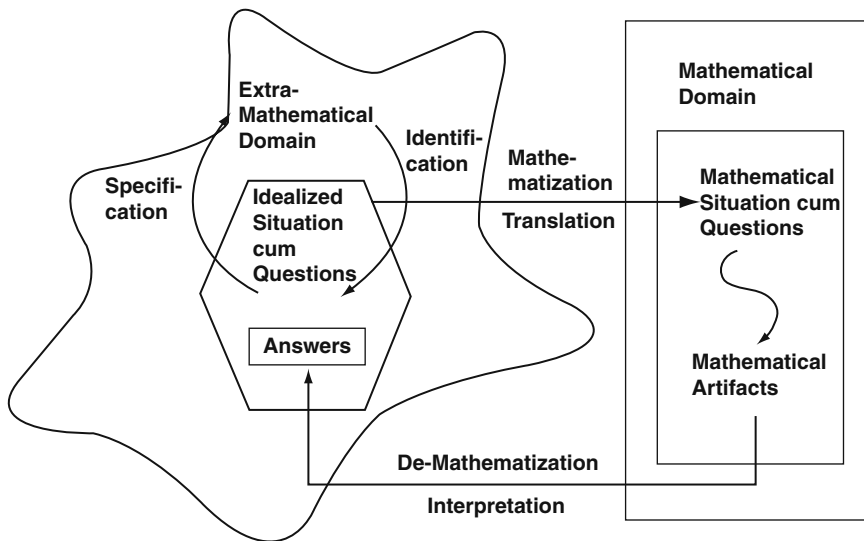 Extra-
Mathematical
Domain
Identifi-
cation
Specifi-
cation
Idealized
Situation
cum
Questions
Answers
Mathe-
matization
Translation
Mathematical
Domain
Mathematical
Situation cum
Questions
Mathematical
Artifacts
De-Mathematization
Interpretation